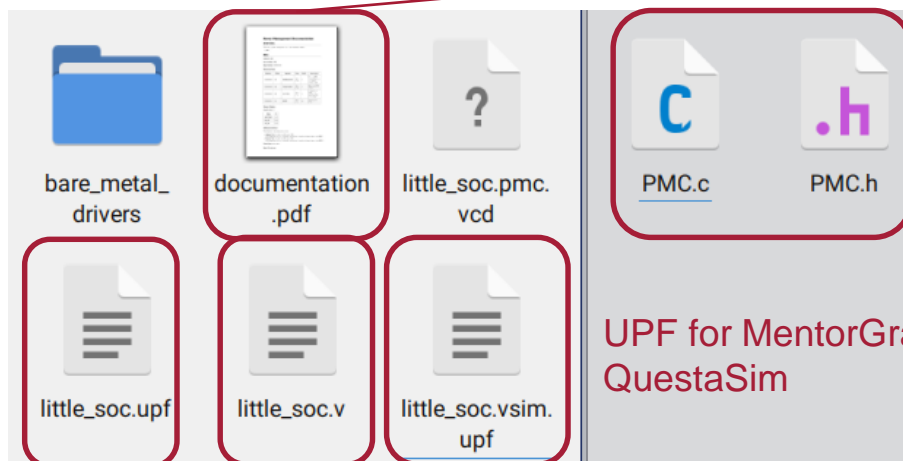 bare_metal_
drivers
documentation
.pdf
?
little_soc.pmc.
vcd
C
PMC.c
.h
PMC.h
little_soc.upf
little_soc.v
little_soc.vsim.
upf
UPF for MentorGra
QuestaSim